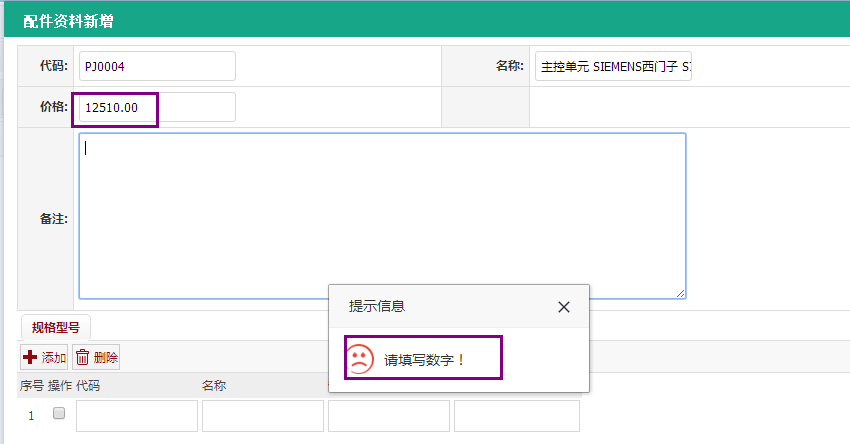 配件资料新增
代码: PJ0004 名称: 主控单元 SIEMENS西门子
价格: 12510.00
备注:
提示信息
请填写数字！
规格型号
添加 删除
序号 操作 代码 名称
1